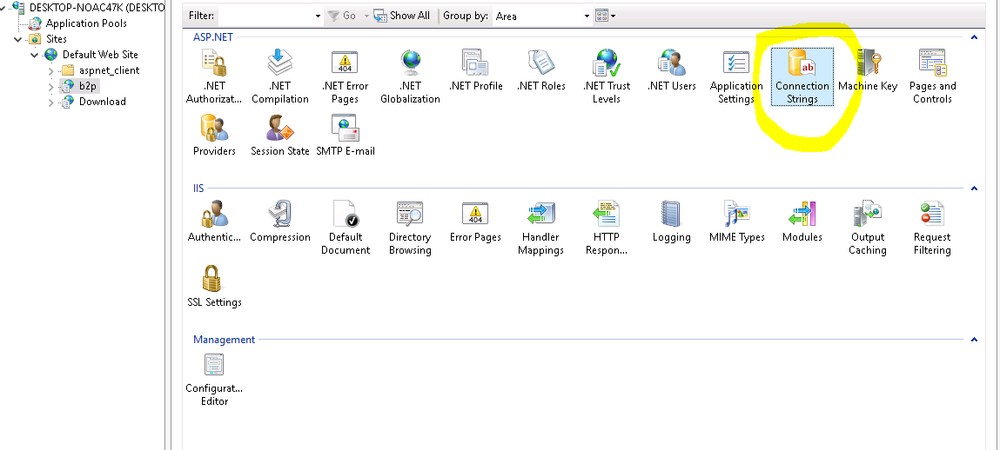 DESKTOP-NOAC47K (DESKTO
Application Pools
Sites
Default Web Site
aspnet_client
b2p
Download
Filter:
Go
Show All
Group by:
Area
ASP.NET
.NET
Authorizat...
.NET
Compilation
.NET Error
Pages
.NET
Globalization
.NET Profile
.NET Roles
.NET Trust
Levels
.NET Users
Application
Settings
ab
Connection
Strings
Machine Key
Pages and
Controls
404
Providers
Session State
SMTP E-mail
IIS
Authentic...
Compression
Default
Document
Directory
Browsing
404
Error Pages
Handler
Mappings
HTTP
Respon...
Logging
MIME Types
Modules
Output
Caching
Request
Filtering
SSL Settings
Management
Configurat...
Editor